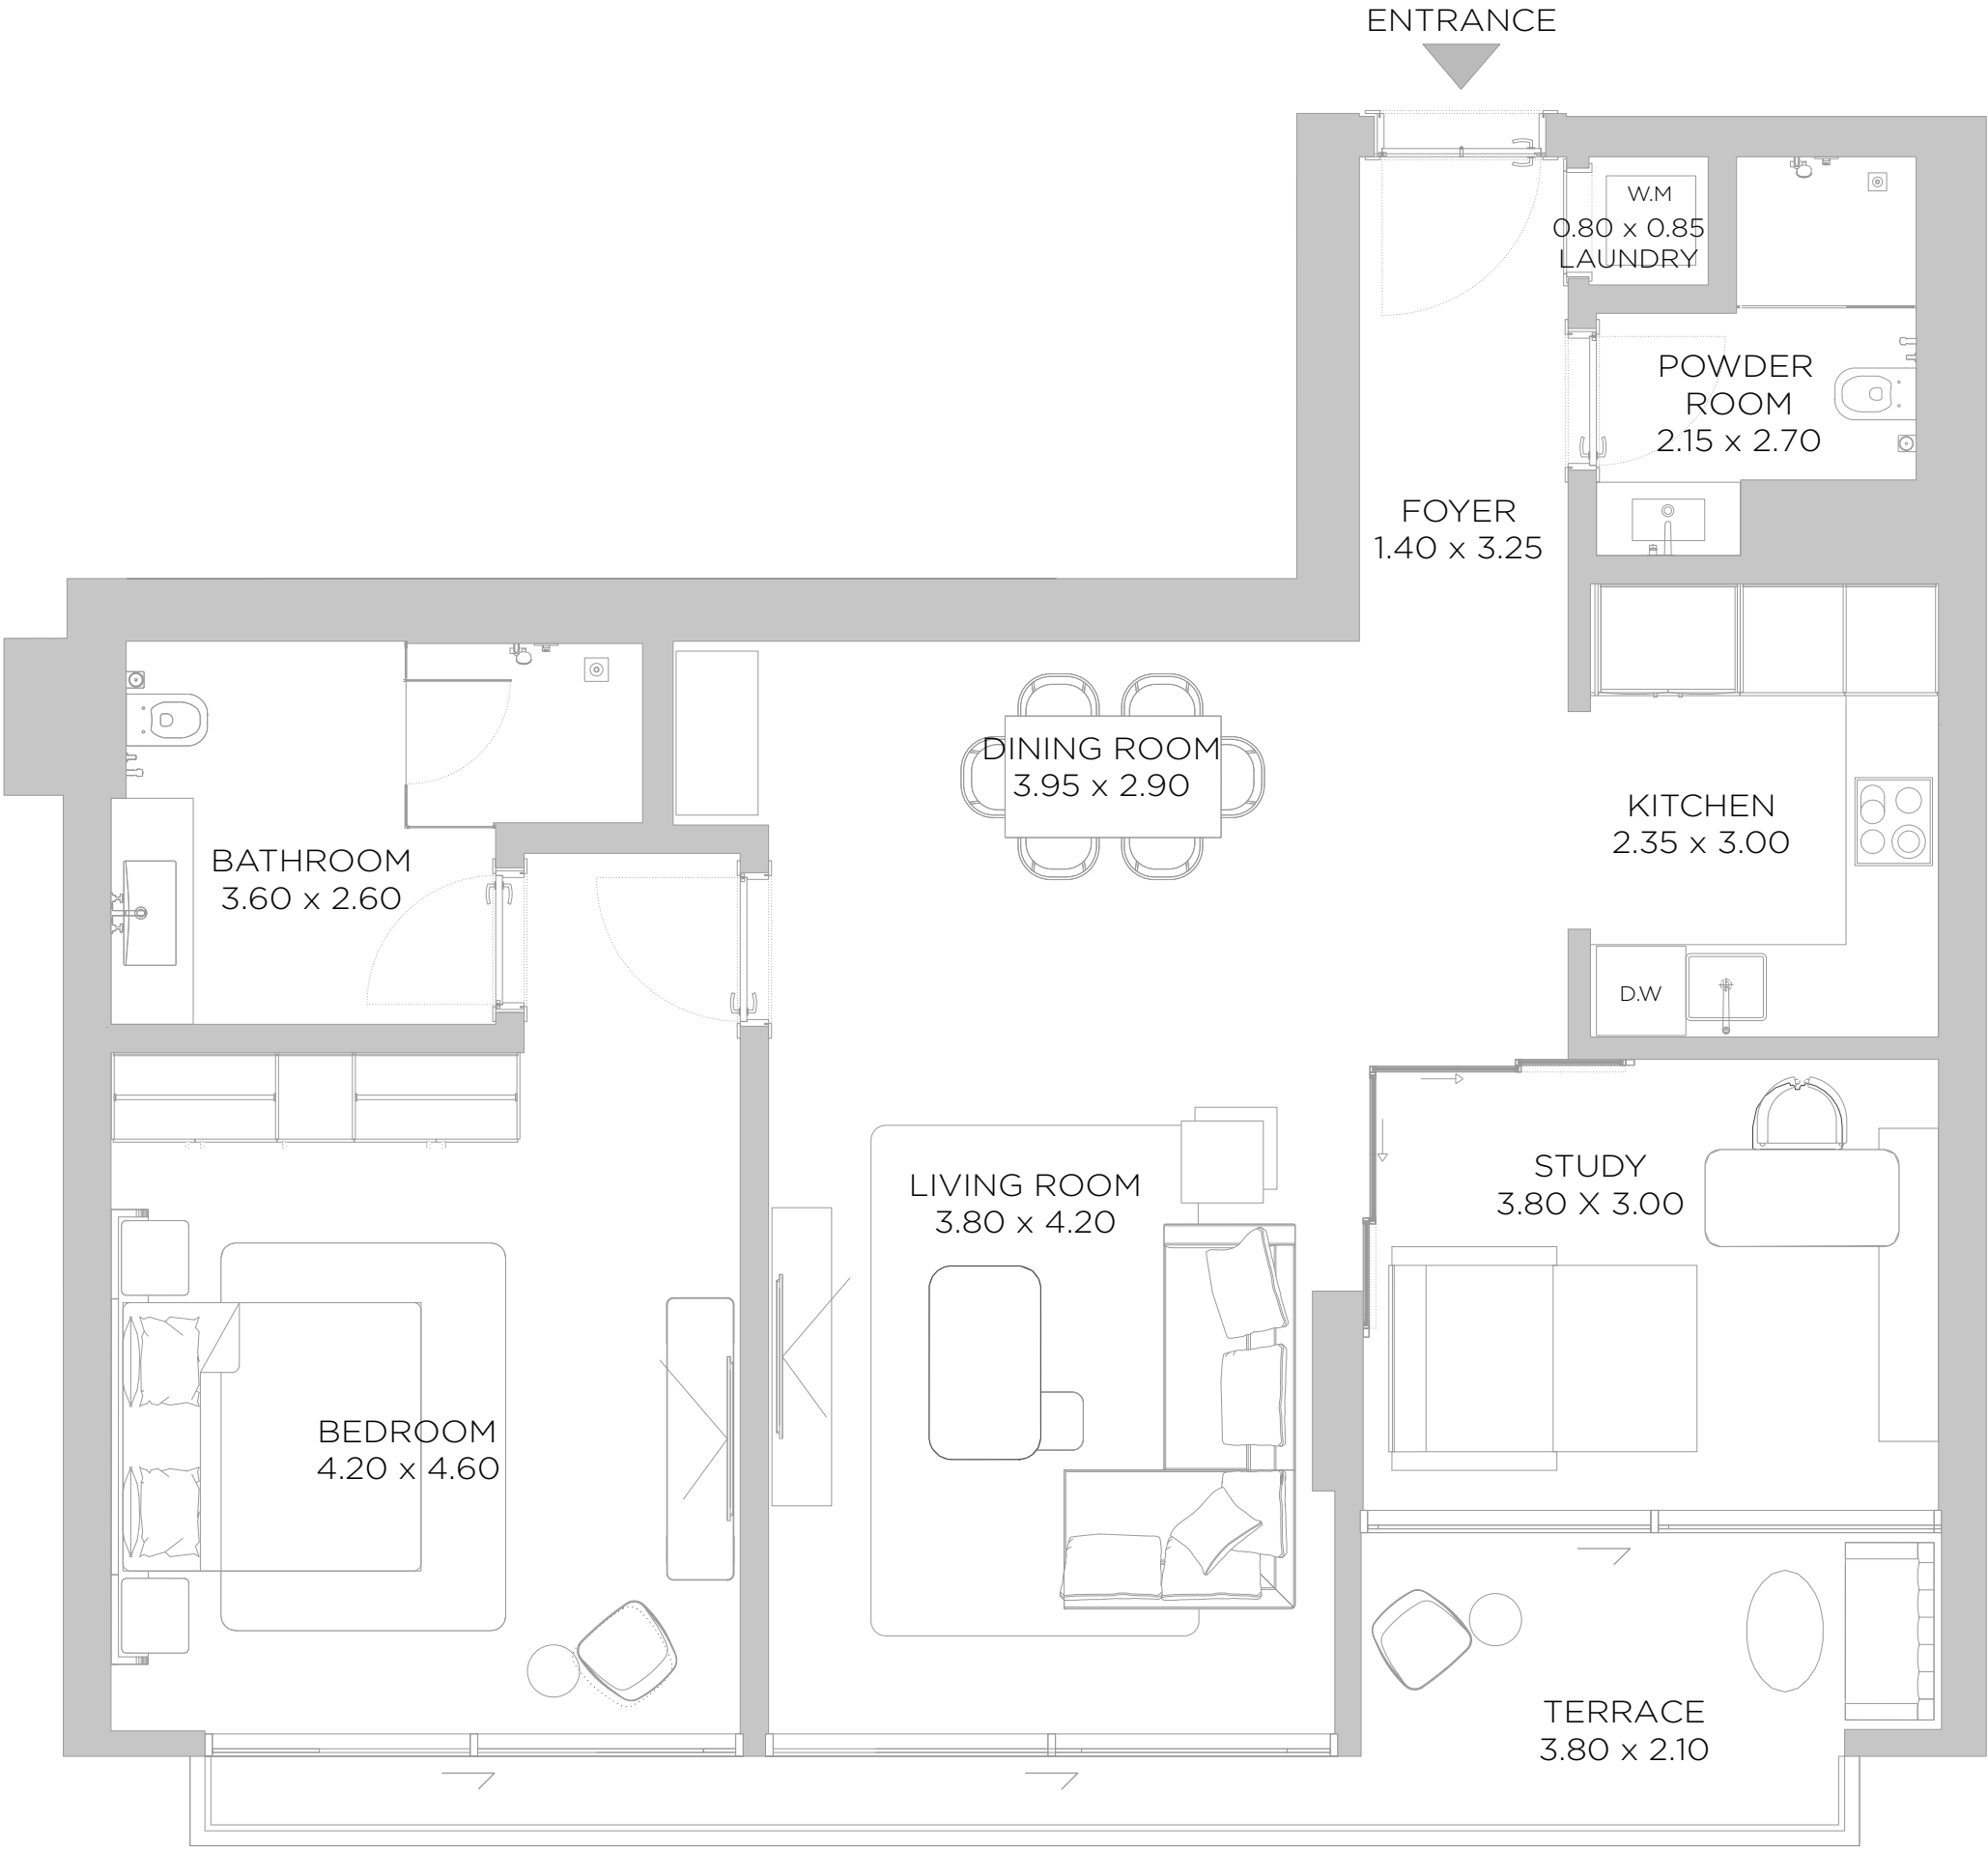 ENTRANCE
W.M
0.80 x 0.85
LAUNDRY
POWDER
ROOM
2.15 x 2.70
FOYER
1.40 x 3.25
DINING ROOM
3.95 x 2.90
KITCHEN
2.35 x 3.00
BATHROOM
3.60 x 2.60
D.W
LIVING ROOM
3.80 x 4.20
STUDY
3.80 X 3.00
BEDROOM
4.20 x 4.60
TERRACE
3.80 x 2.10